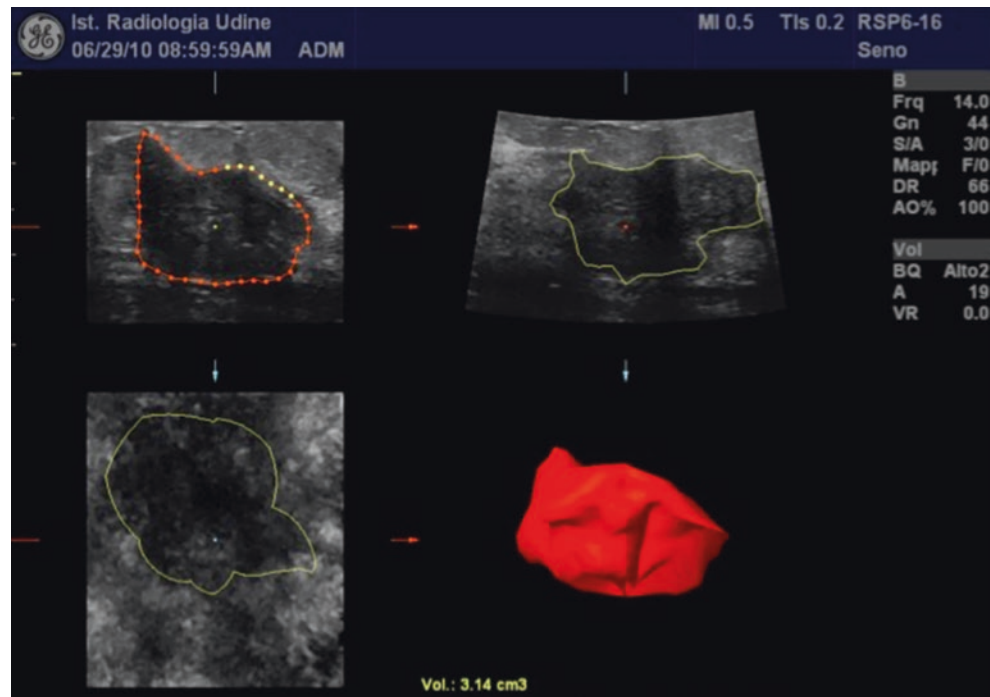 Ist. Radiologia Udine
06/29/10 08:59:59AM ADM
MI 0.5 TIs 0.2 RSP6-16
Seno
B
Frq 14.0
Gn 44
S/A 3/0
Mapp F/0
DR 66
AO% 100
Vol
BQ Alto2
A 19
VR 0.0
Vol.: 3.14 cm3